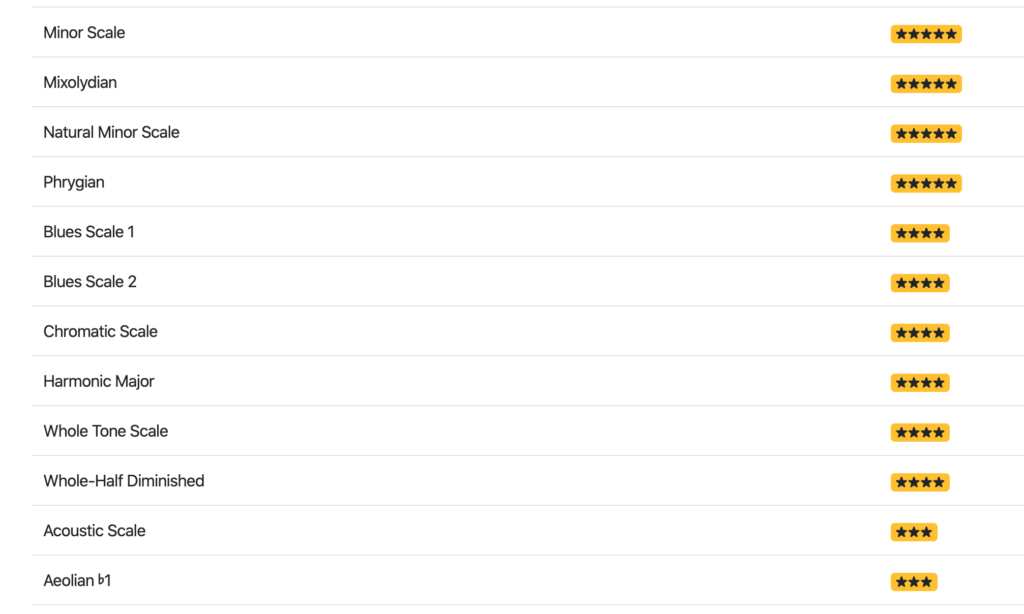 Minor Scale ★★★★★
Mixolydian ★★★★★
Natural Minor Scale ★★★★★
Phrygian ★★★★★
Blues Scale 1 ★★★★
Blues Scale 2 ★★★★
Chromatic Scale ★★★★
Harmonic Major ★★★★
Whole Tone Scale ★★★★
Whole-Half Diminished ★★★★
Acoustic Scale ★★★
Aeolian ♭1 ★★★